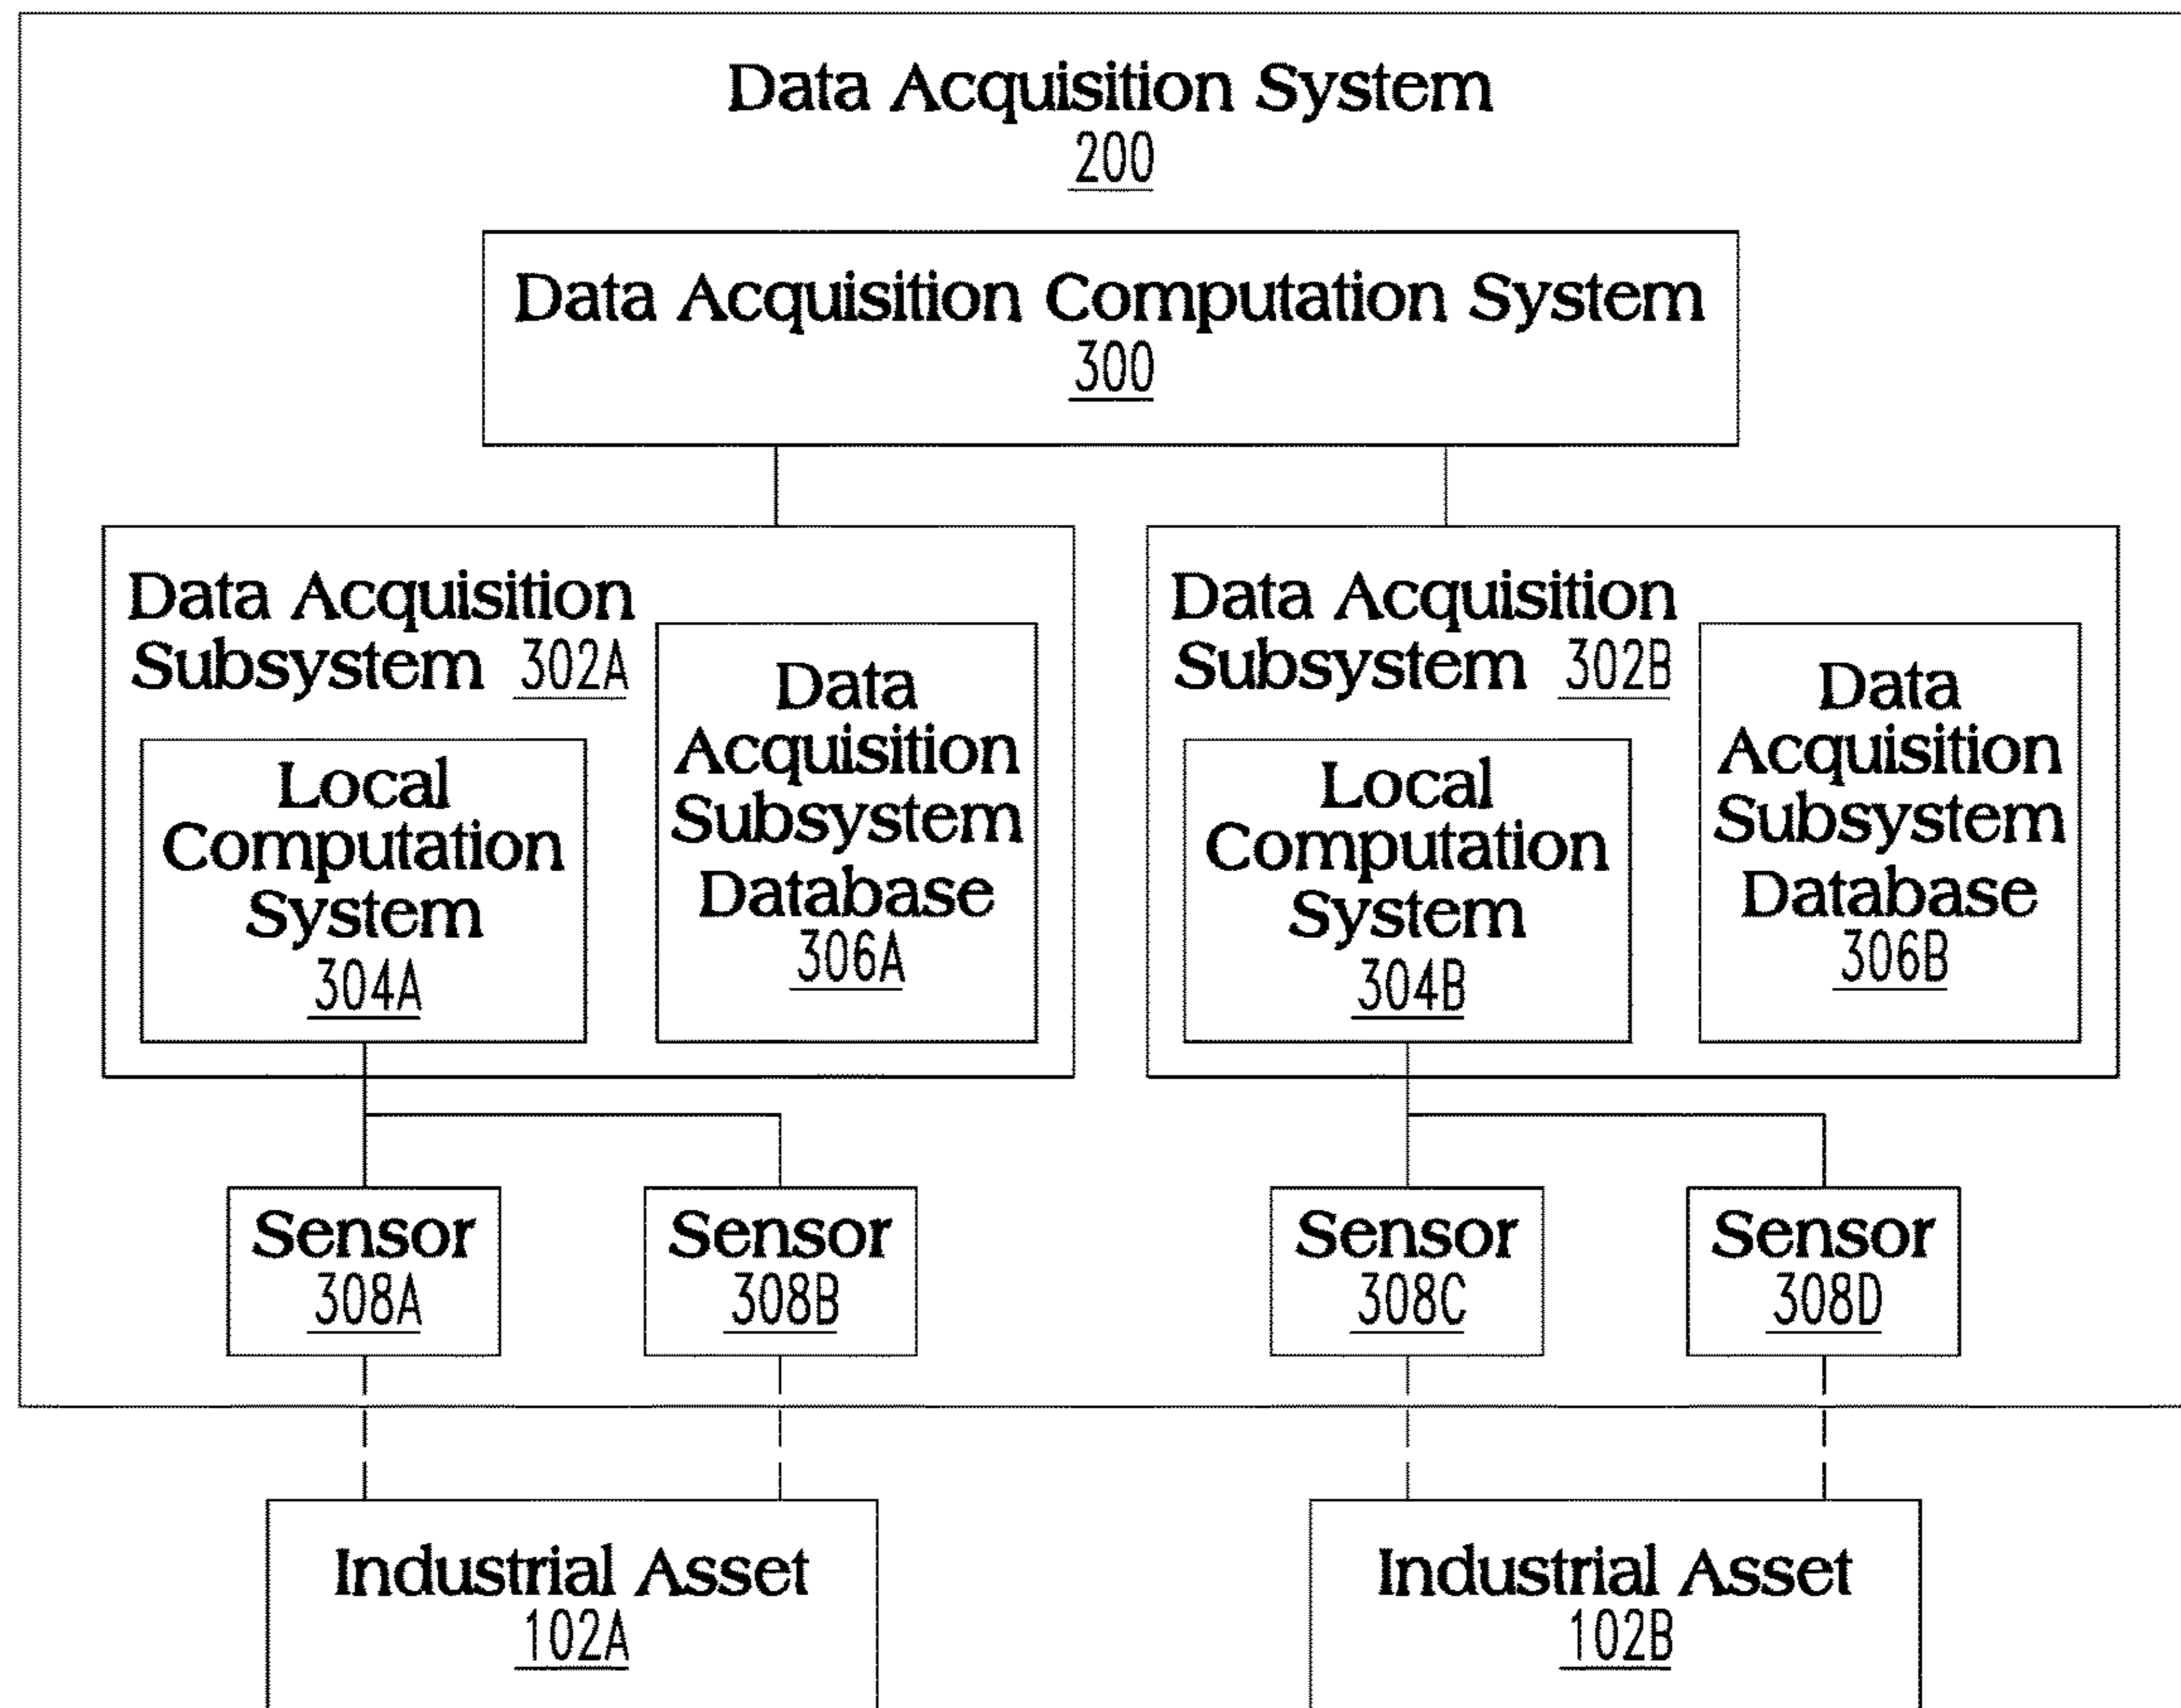 Data Acquisition System
200
Data Acquisition Computation System
300
Data Acquisition
Subsystem 302A
Local
Computation
System
304A
Data
Acquisition
Subsystem
Database
306A
Data Acquisition
Subsystem 302B
Local
Computation
System
304B
Data
Acquisition
Subsystem
Database
306B
Sensor
308A
Sensor
308B
Sensor
308C
Sensor
308D
Industrial Asset
102A
Industrial Asset
102B